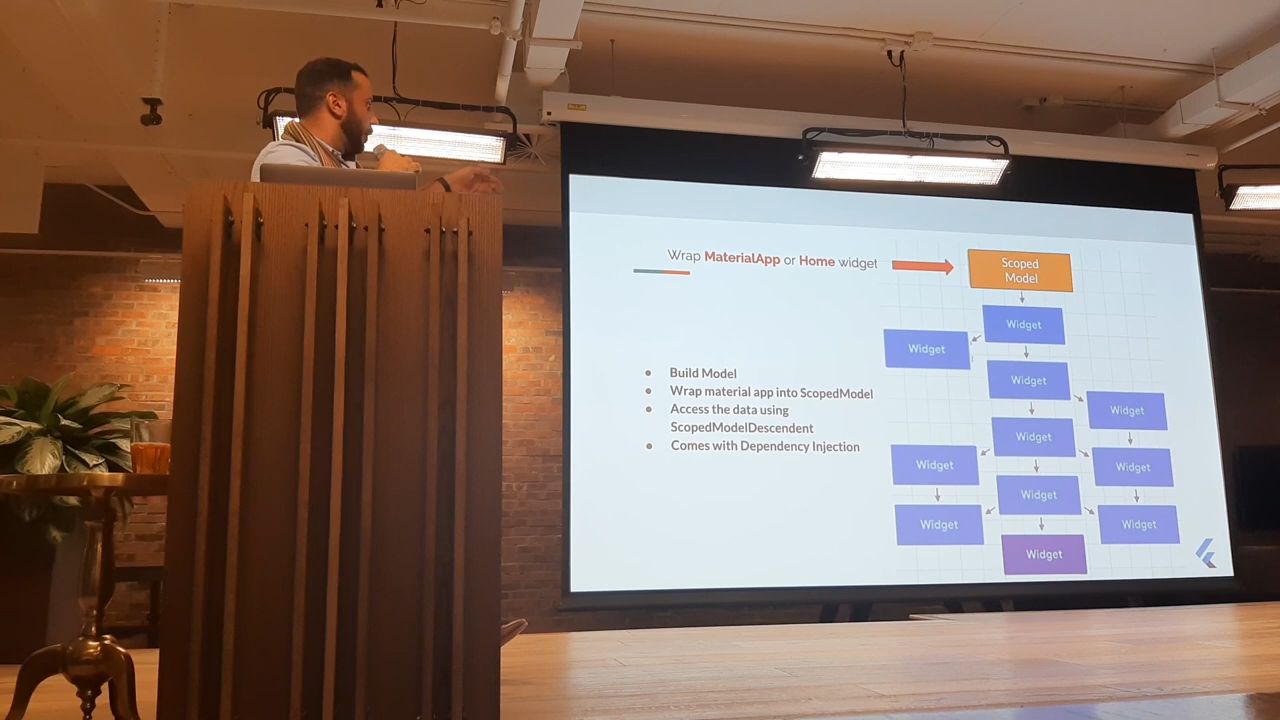 Wrap MaterialApp or Home widget
Scoped
Model
Widget
Widget
Widget
Widget
Widget
Widget
Widget
Widget
Widget
Widget
Widget
• Build Model
• Wrap material app into ScopedModel
• Access the data using
ScopedModelDescendent
• Comes with Dependency Injection